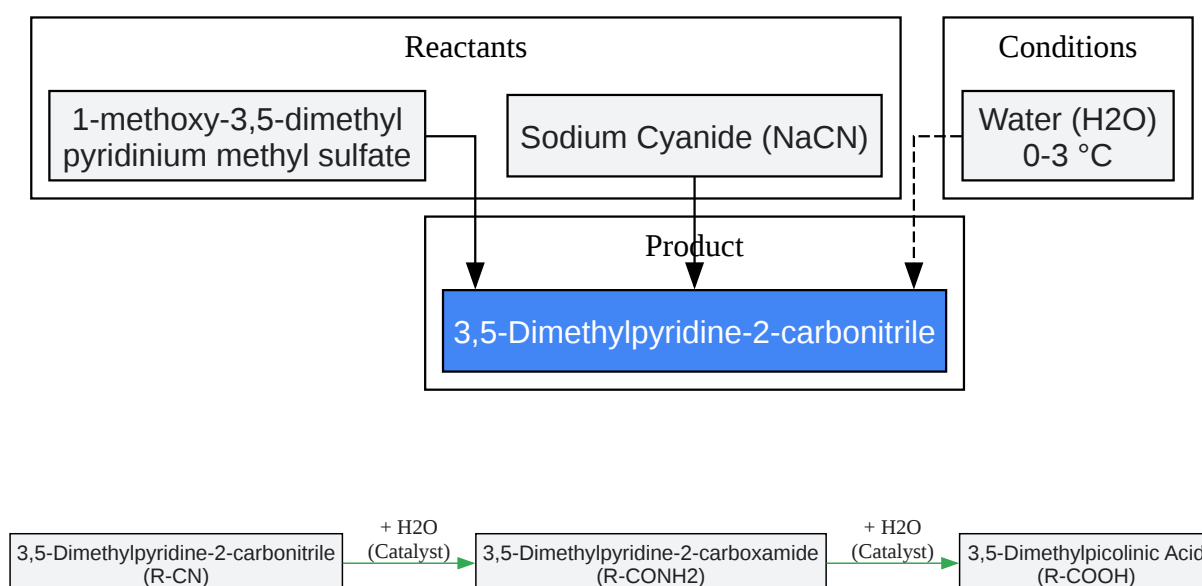 Reactants
Conditions
1-methoxy-3,5-dimethyl
pyridinium methyl sulfate
Sodium Cyanide (NaCN)
Water (H2O)
0-3 °C
Product
3,5-Dimethylpyridine-2-carbonitrile
3,5-Dimethylpyridine-2-carbonitrile
(R-CN)
+ H2O
(Catalyst)
3,5-Dimethylpyridine-2-carboxamide
(R-CONH2)
+ H2O
(Catalyst)
3,5-Dimethylpicolinic Acid
(R-COOH)